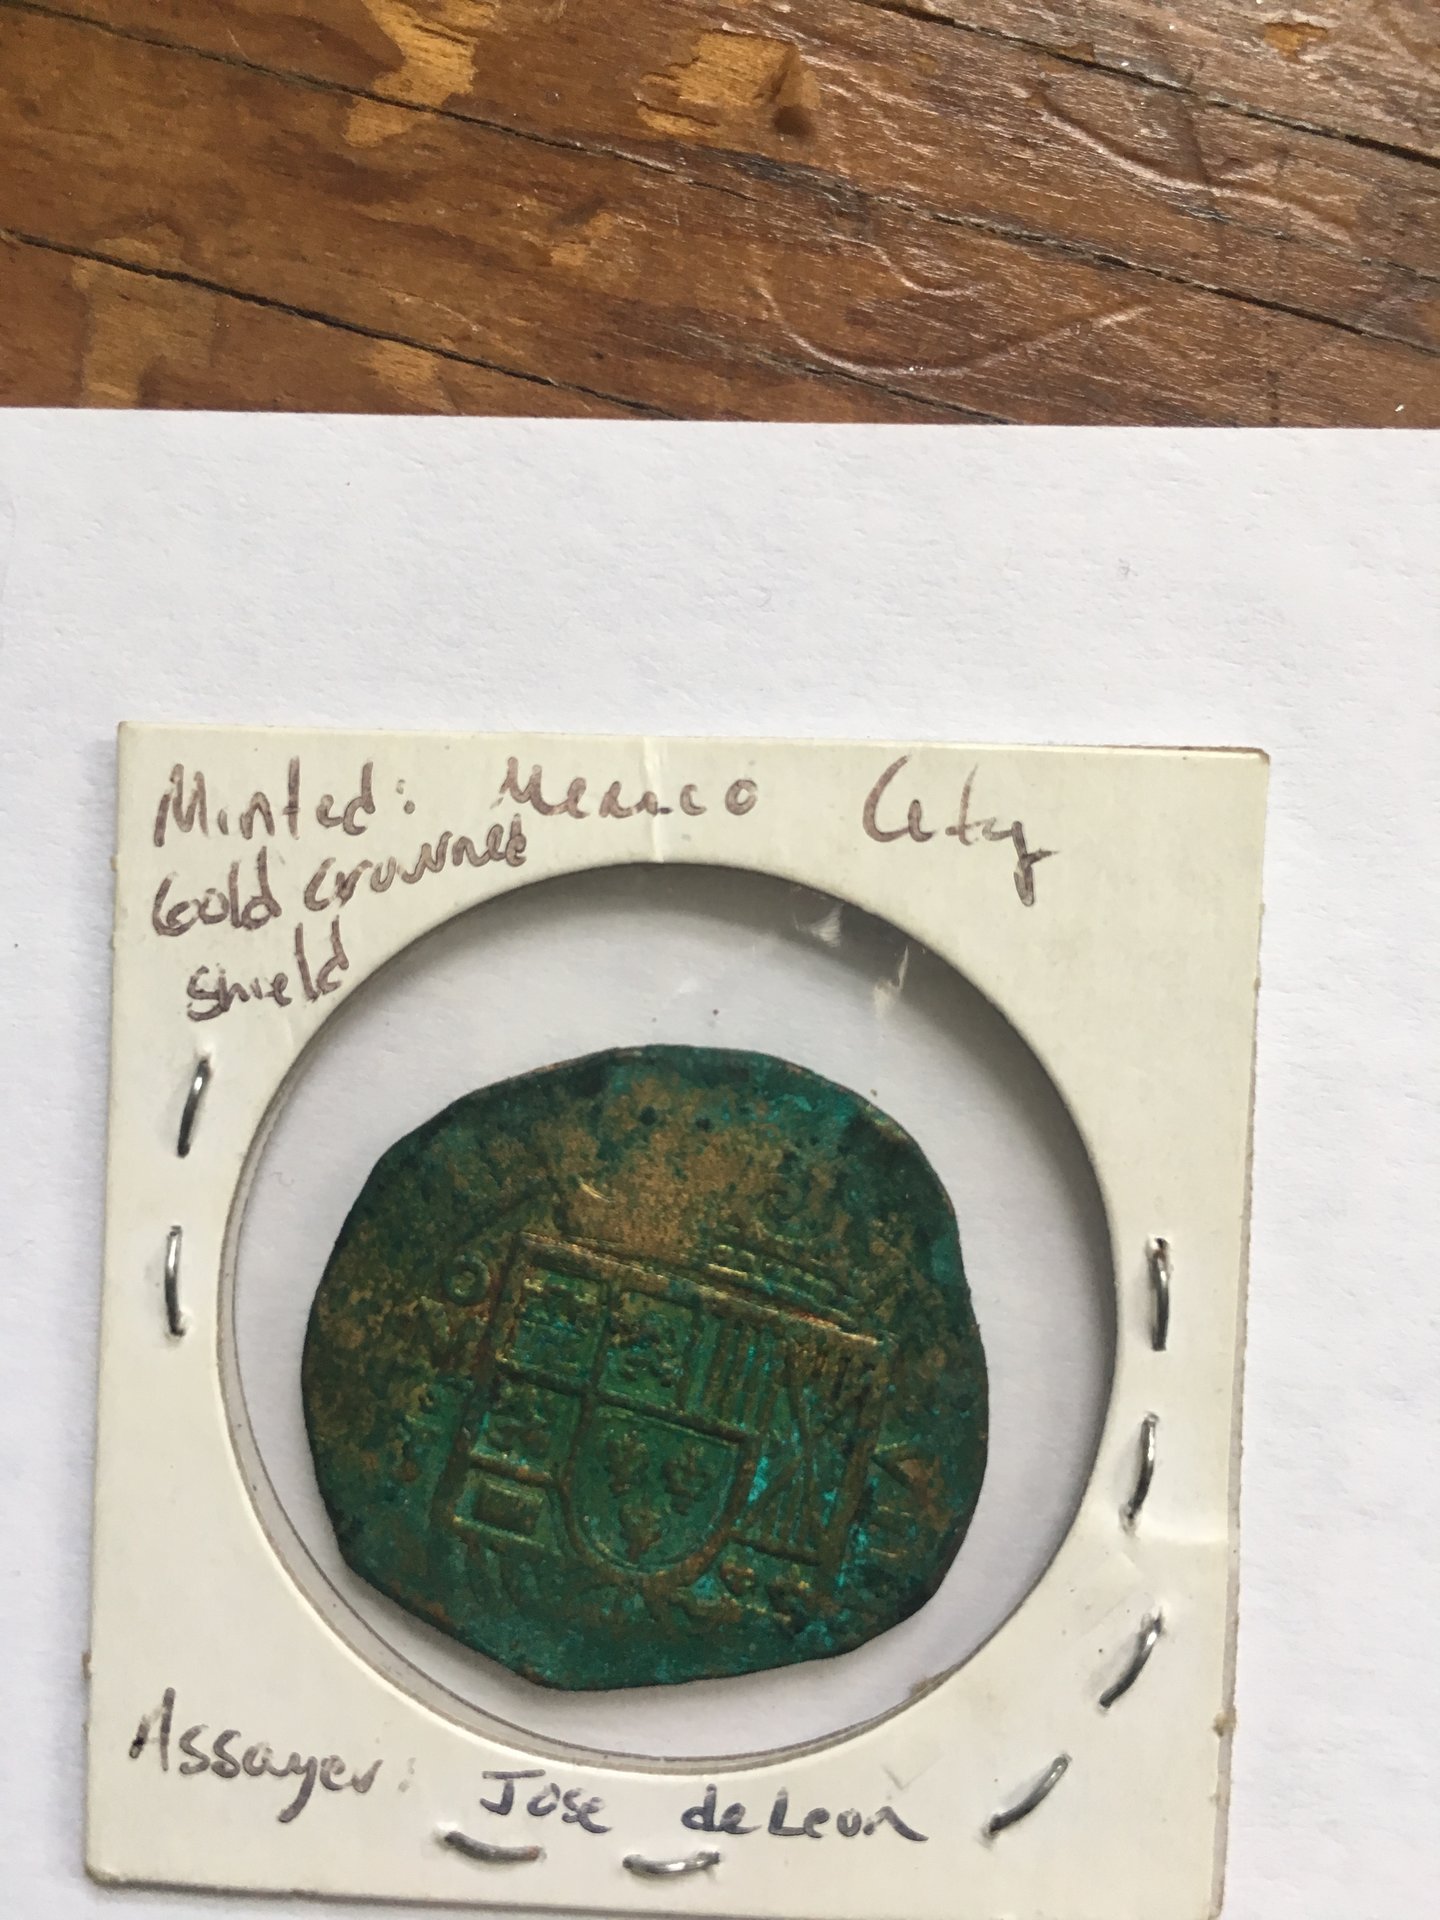 Minted: Mexico City
Gold crowned
shield
Assayer: Jose de Leon